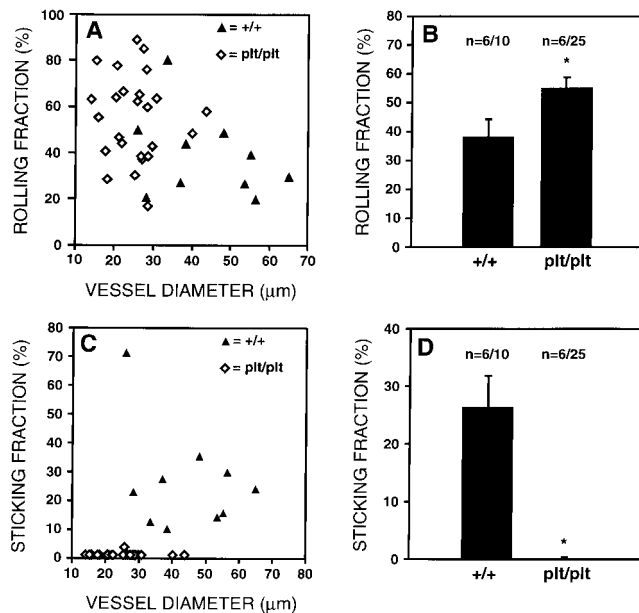 A
▲ = +/+
◇ = plt/plt
ROLLING FRACTION (%)
100
80
60
40
20
0
10 20 30 40 50 60 70
VESSEL DIAMETER (µm)
B
n=6/10 n=6/25
*
ROLLING FRACTION (%)
80
70
60
50
40
30
20
10
0
+/+ plt/plt
C
▲ = +/+
◇ = plt/plt
STICKING FRACTION (%)
80
70
60
50
40
30
20
10
0
10 20 30 40 50 60 70 80
VESSEL DIAMETER (µm)
D
n=6/10 n=6/25
*
STICKING FRACTION (%)
40
30
20
10
0
+/+ plt/plt